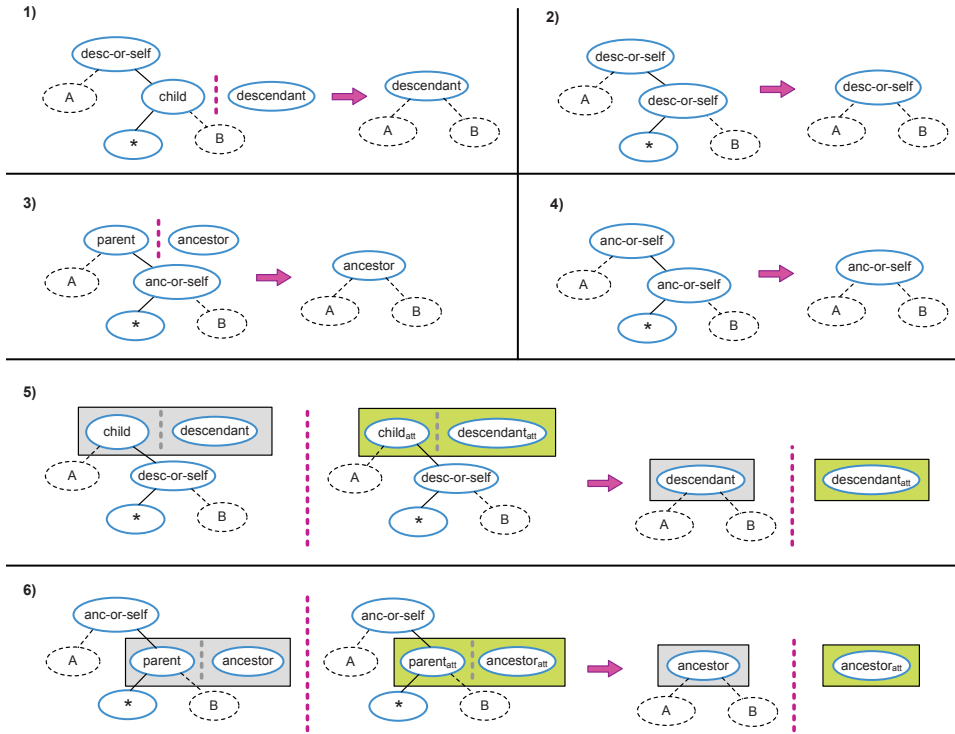 1)
desc-or-self
A
child
descendant
*
B
descendant
A
B
2)
desc-or-self
A
desc-or-self
*
B
desc-or-self
A
B
3)
parent
ancestor
A
anc-or-self
*
B
ancestor
A
B
4)
anc-or-self
A
anc-or-self
*
B
anc-or-self
A
B
5)
child
descendant
A
desc-or-self
*
B
childatt
descendantatt
A
desc-or-self
*
B
descendant
A
B
descendantatt
6)
anc-or-self
A
parent
ancestor
*
B
anc-or-self
A
parentatt
ancestoratt
*
B
ancestor
A
B
ancestoratt